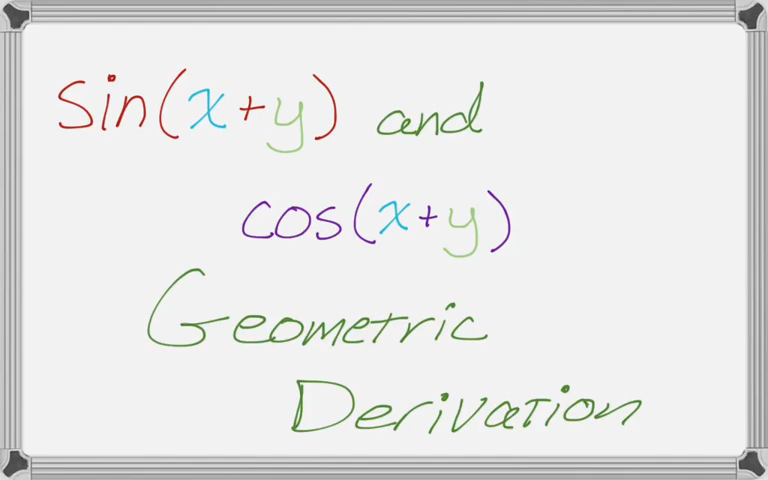 Sin(x+y) and
cos(x+y)
Geometric
Derivation